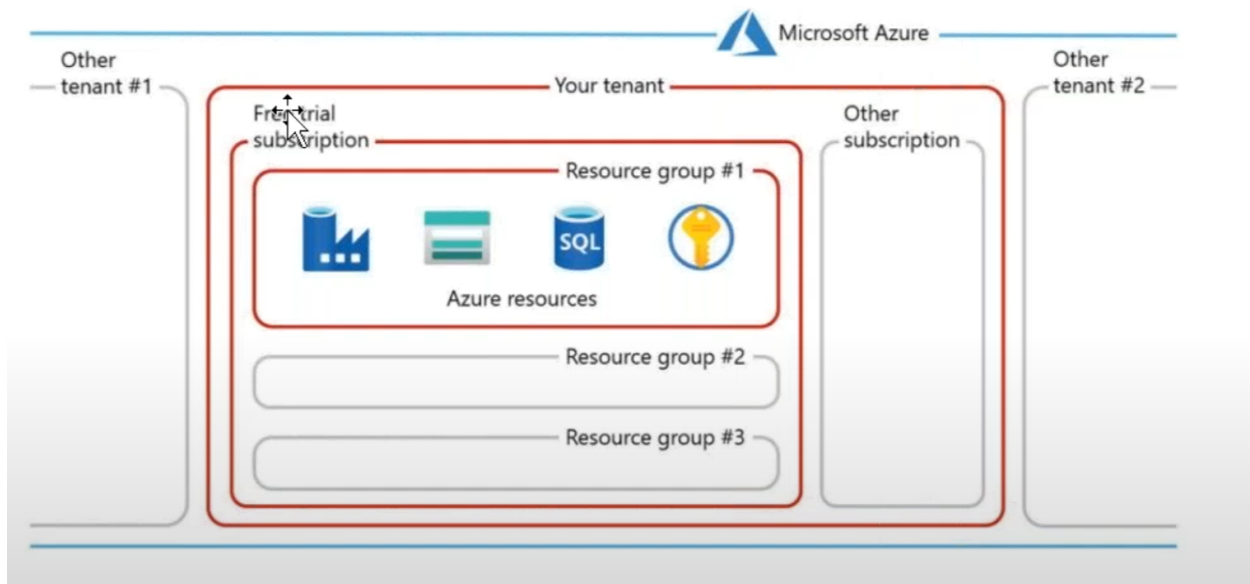 Microsoft Azure
Other
tenant #1
Your tenant
Other
tenant #2
Free trial
subscription
Other
subscription
Resource group #1
SQL
Azure resources
Resource group #2
Resource group #3